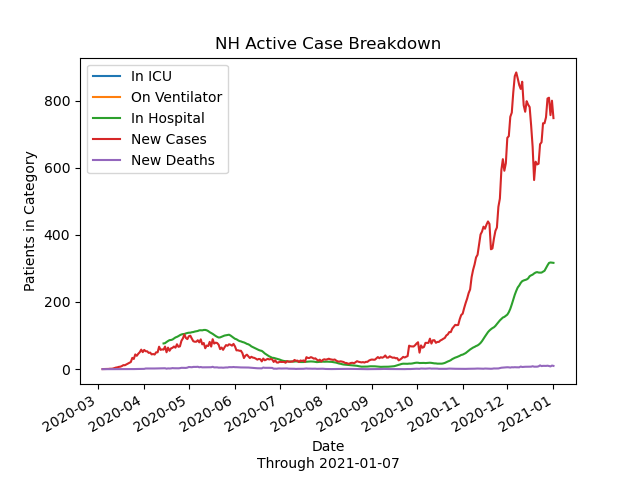 NH Active Case Breakdown
In ICU
On Ventilator
In Hospital
New Cases
New Deaths
Patients in Category
800
600
400
200
0
2020-03
2020-04
2020-05
2020-06
2020-07
2020-08
2020-09
2020-10
2020-11
2020-12
2021-01
Date
Through 2021-01-07